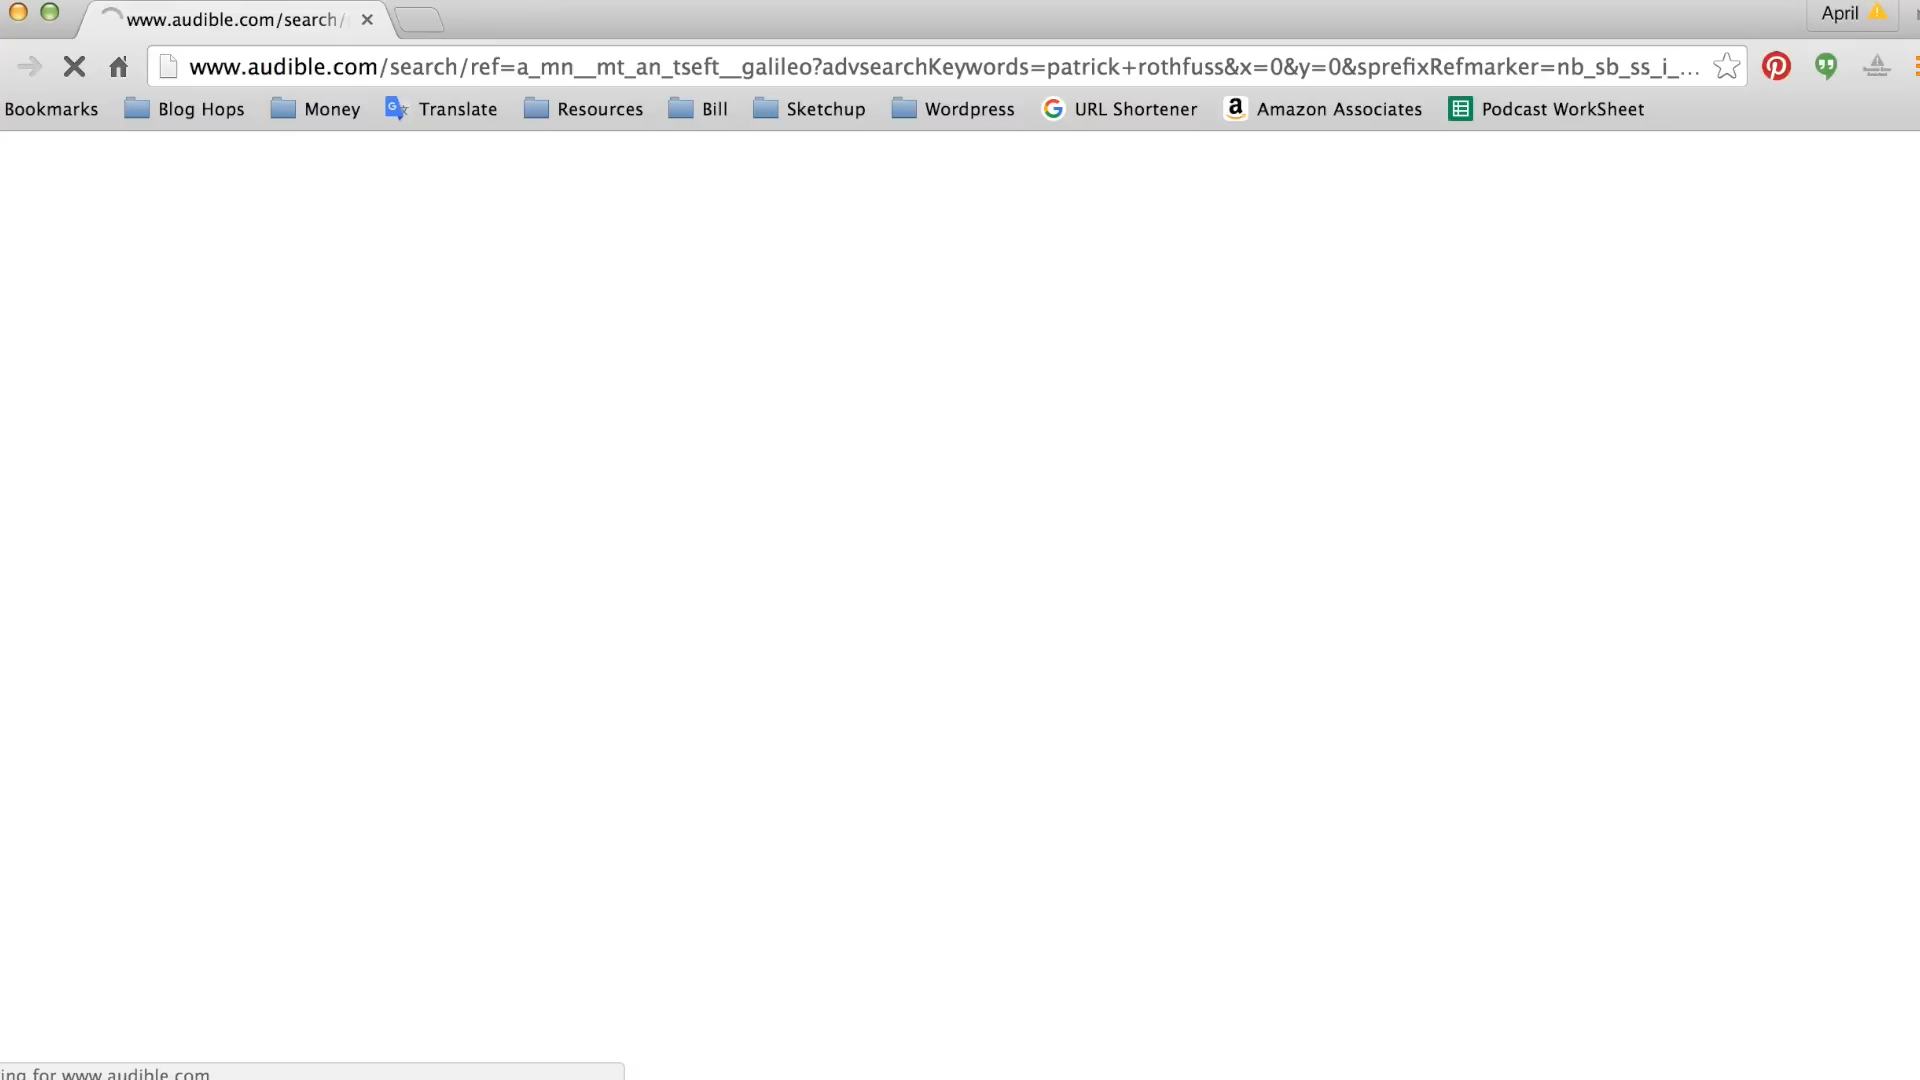 www.audible.com/search/
April
www.audible.com/search/ref=a_mn__mt_an_tseft__galileo?advsearchKeywords=patrick+rothfuss&x=0&y=0&sprefixRefmarker=nb_sb_ss_i_...
Bookmarks Blog Hops Money Translate Resources Bill Sketchup Wordpress URL Shortener Amazon Associates Podcast WorkSheet
ing for www.audible.com